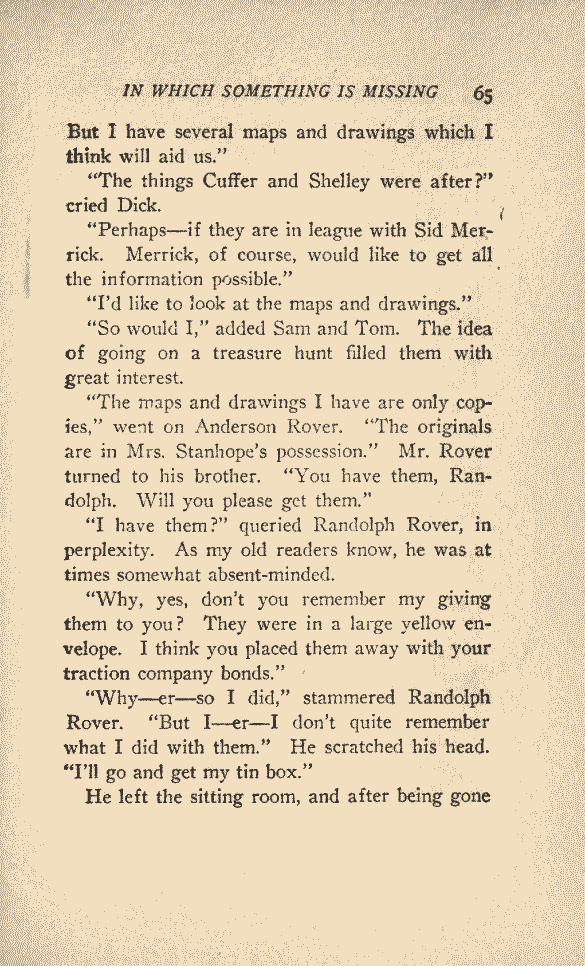 IN WHICH SOMETHING IS MISSING 65
But I have several maps and drawings which I
think will aid us.”
“The things Cuffer and Shelley were after?”
cried Dick.
“Perhaps—if they are in league with Sid Mer-
rick. Merrick, of course, would like to get all
the information possible.”
“I’d like to look at the maps and drawings.”
“So would I,” added Sam and Tom. The idea
of going on a treasure hunt filled them with
great interest.
“The maps and drawings I have are only cop-
ies,” went on Anderson Rover. “The originals
are in Mrs. Stanhope’s possession.” Mr. Rover
turned to his brother. “You have them, Ran-
dolph. Will you please get them.”
“I have them?” queried Randolph Rover, in
perplexity. As my old readers know, he was at
times somewhat absent-minded.
“Why, yes, don’t you remember my giving
them to you? They were in a large yellow en-
velope. I think you placed them away with your
traction company bonds.”
“Why—er—so I did,” stammered Randolph
Rover. “But I—er—I don’t quite remember
what I did with them.” He scratched his head.
“I’ll go and get my tin box.”
He left the sitting room, and after being gone